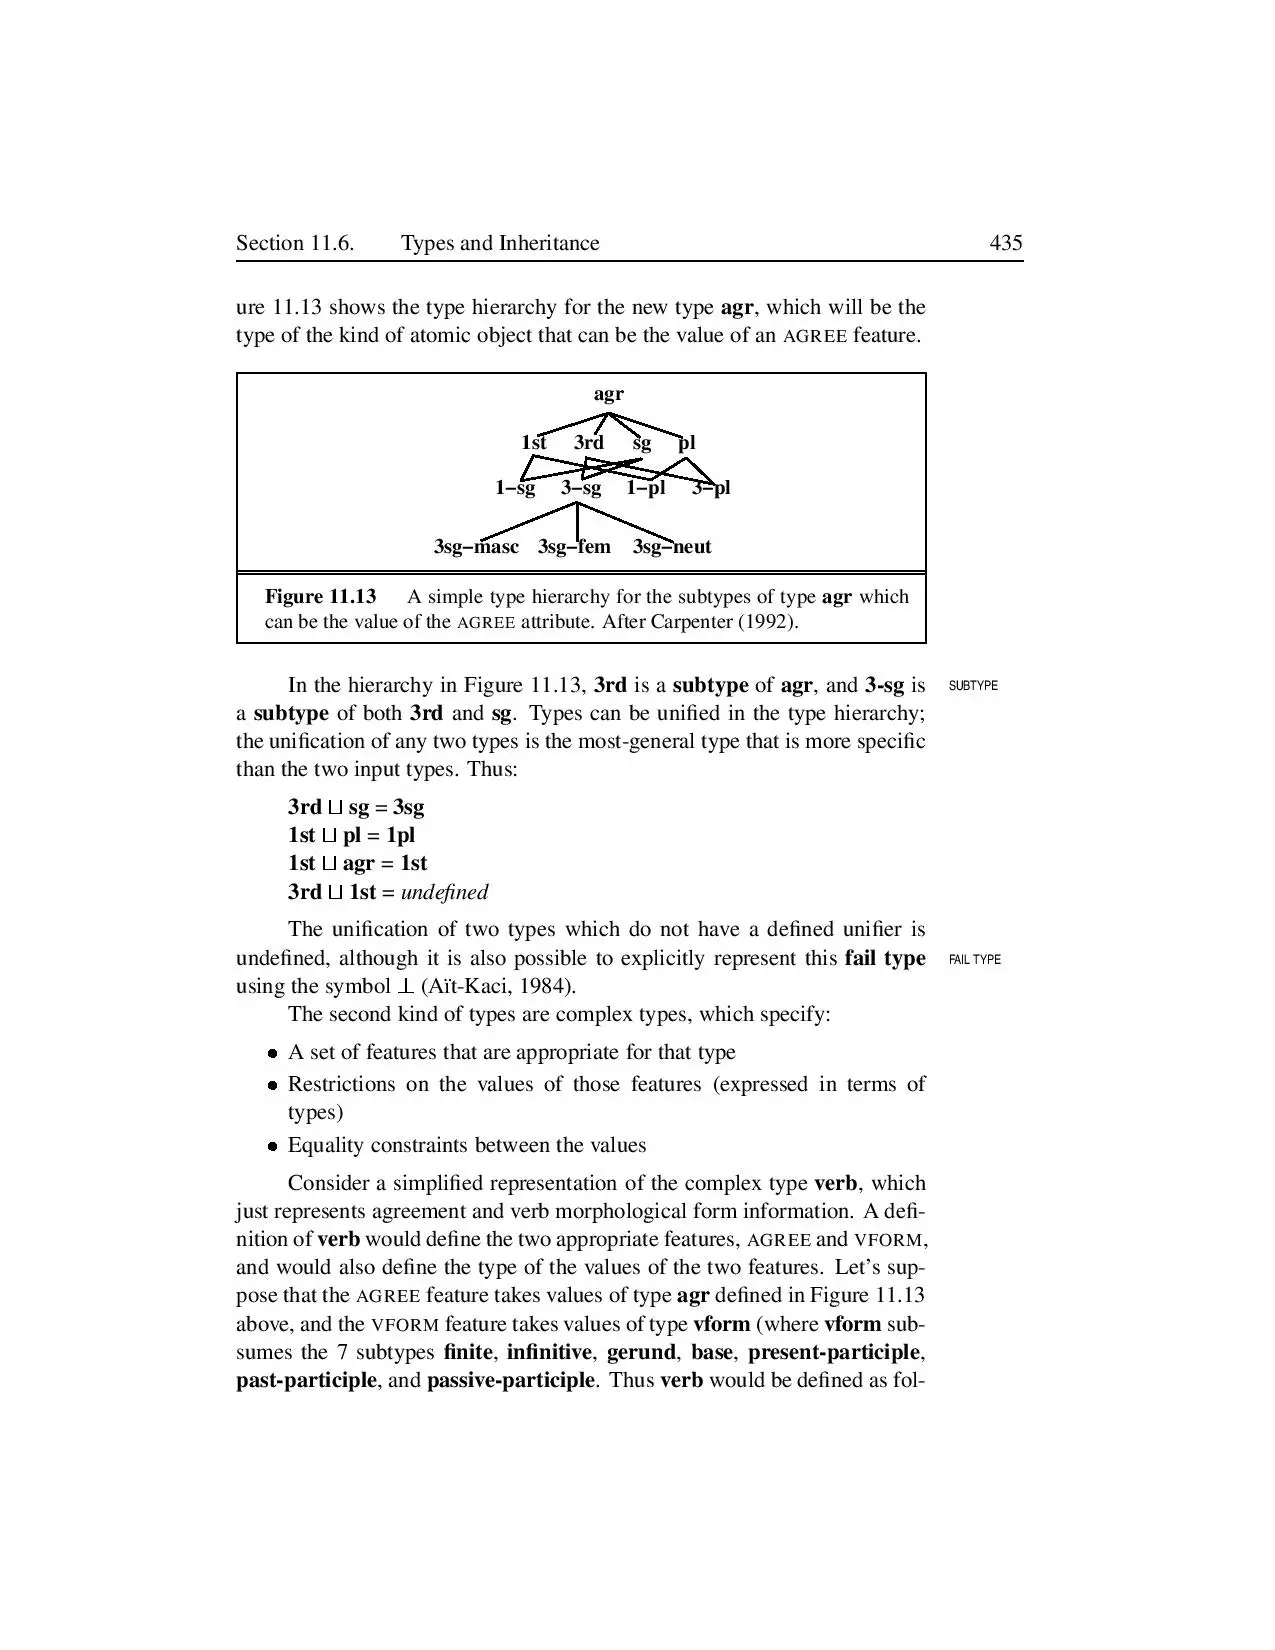 Section 11.6. Types and Inheritance 435
ure 11.13 shows the type hierarchy for the new type agr, which will be the
type of the kind of atomic object that can be the value of an AGREE feature.
agr
1st 3rd sg pl
1−sg 3−sg 1−pl 3−pl
3sg−masc 3sg−fem 3sg−neut
Figure 11.13 A simple type hierarchy for the subtypes of type agr which
can be the value of the AGREE attribute. After Carpenter (1992).
In the hierarchy in Figure 11.13, 3rd is a subtype of agr, and 3-sg is
SUBTYPE
a subtype of both 3rd and sg. Types can be unified in the type hierarchy;
the unification of any two types is the most-general type that is more specific
than the two input types. Thus:
3rd ⊔ sg = 3sg
1st ⊔ pl = 1pl
1st ⊔ agr = 1st
3rd ⊔ 1st = undefined
The unification of two types which do not have a defined unifier is
undefined, although it is also possible to explicitly represent this fail type
FAIL TYPE
using the symbol ⊥ (Aït-Kaci, 1984).
The second kind of types are complex types, which specify:
• A set of features that are appropriate for that type
• Restrictions on the values of those features (expressed in terms of
types)
• Equality constraints between the values
Consider a simplified representation of the complex type verb, which
just represents agreement and verb morphological form information. A defi-
nition of verb would define the two appropriate features, AGREE and VFORM,
and would also define the type of the values of the two features. Let's sup-
pose that the AGREE feature takes values of type agr defined in Figure 11.13
above, and the VFORM feature takes values of type vform (where vform sub-
sumes the 7 subtypes finite, infinitive, gerund, base, present-participle,
past-participle, and passive-participle. Thus verb would be defined as fol-